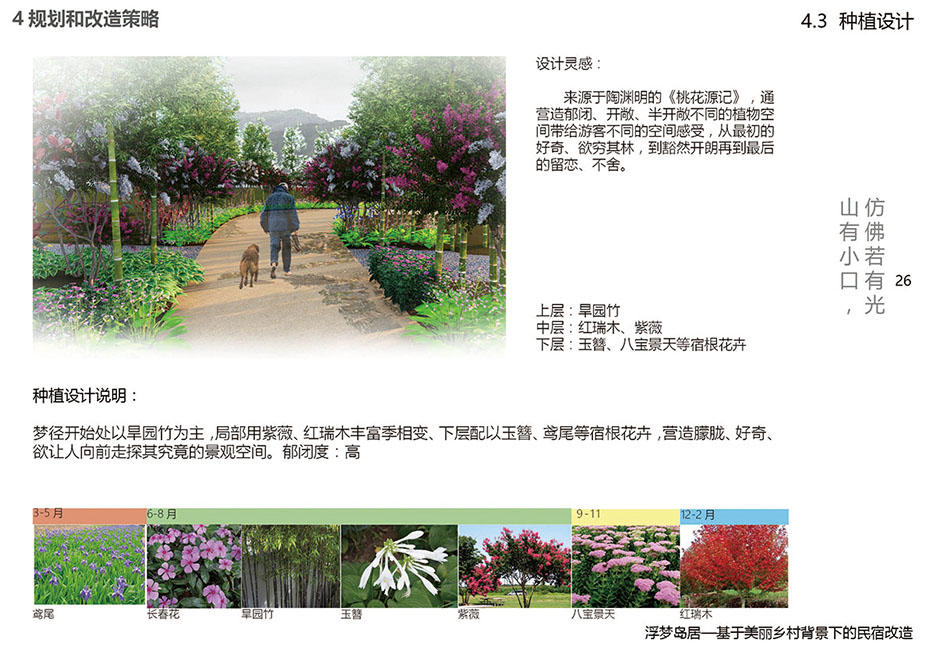 4 规划和改造策略
4.3 种植设计
设计灵感：
来源于陶渊明的《桃花源记》，通
营造郁闭、开敞、半开敞不同的植物空
间带给游客不同的空间感受，从最初的
好奇、欲穷其林，到豁然开朗再到最后
的留恋、不舍。
仿佛若有光
山有小口，
26
上层：旱园竹
中层：红瑞木、紫薇
下层：玉簪、八宝景天等宿根花卉
种植设计说明：
梦径开始处以旱园竹为主，局部用紫薇、红瑞木丰富季相变、下层配以玉簪、鸢尾等宿根花卉，营造朦胧、好奇、
欲让人向前走探其究竟的景观空间。郁闭度：高
3-5 月
6-8 月
9-11
12-2 月
鸢尾
长春花
旱园竹
玉簪
紫薇
八宝景天
红瑞木
浮梦岛居—基于美丽乡村背景下的民宿改造